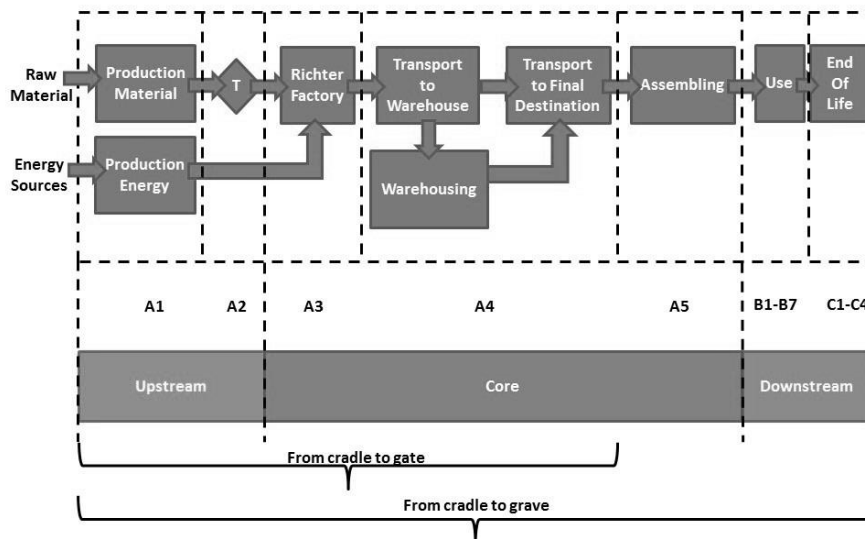 Raw
Material
Production
Material
T
Richter
Factory
Transport
to
Warehouse
Transport
to Final
Destination
Assembling
Use
End
Of
Life
Energy
Sources
Production
Energy
Warehousing
A1
A2
A3
A4
A5
B1-B7
C1-C4
Upstream
Core
Downstream
From cradle to gate
From cradle to grave